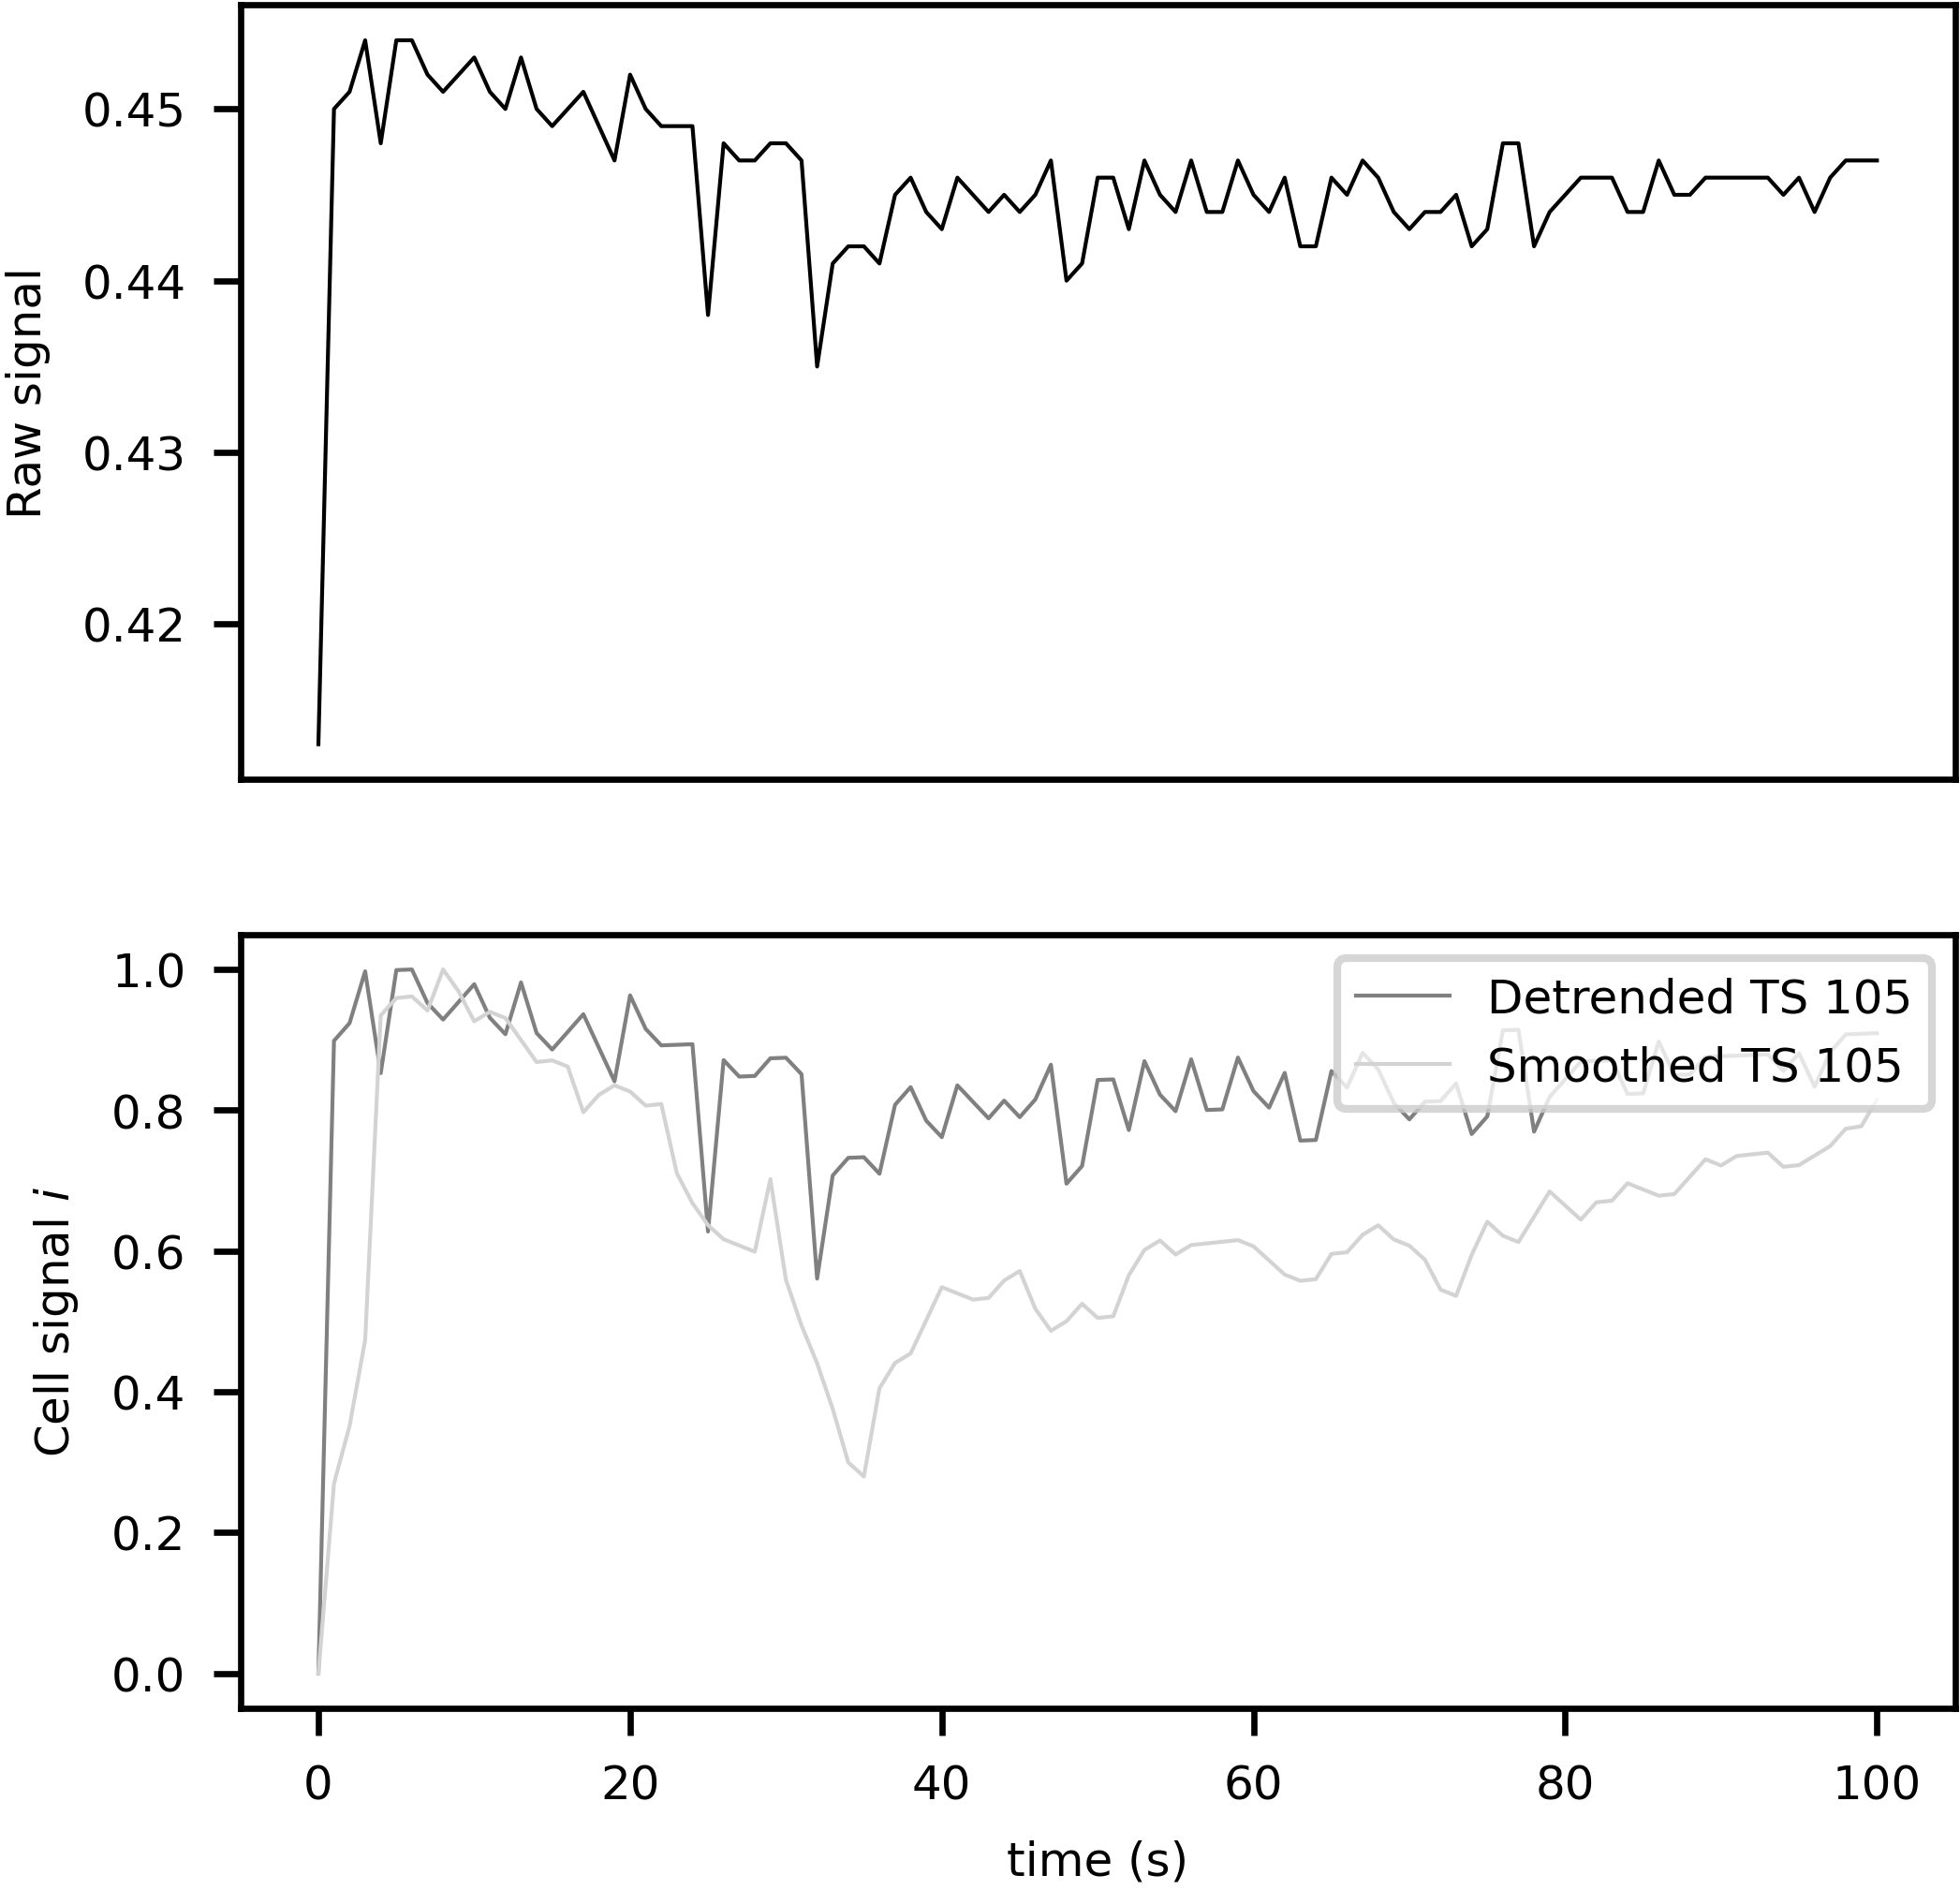 0.45
0.44
0.43
0.42
Raw signal
1.0
0.8
0.6
0.4
0.2
0.0
Cell signal i
Detrended TS 105
Smoothed TS 105
0 20 40 60 80 100
time (s)